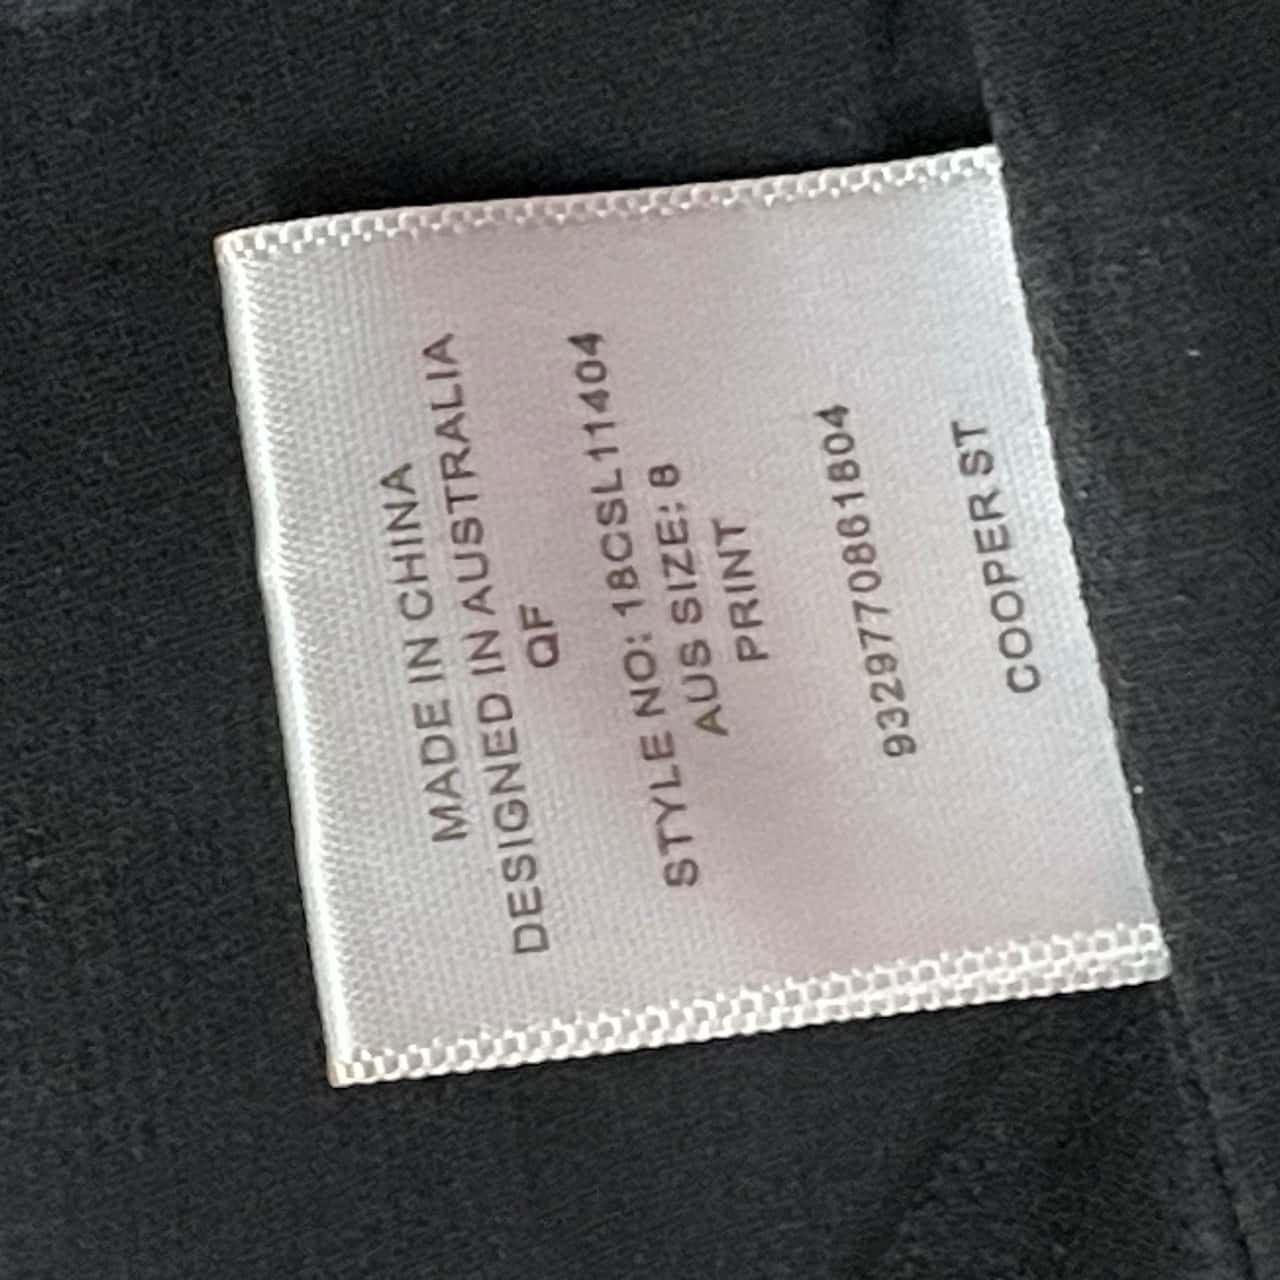 MADE IN CHINA
DESIGNED IN AUSTRALIA
QF
STYLE NO: 18CSL11404
AUS SIZE: 8
PRINT
9329770861804
COOPER ST